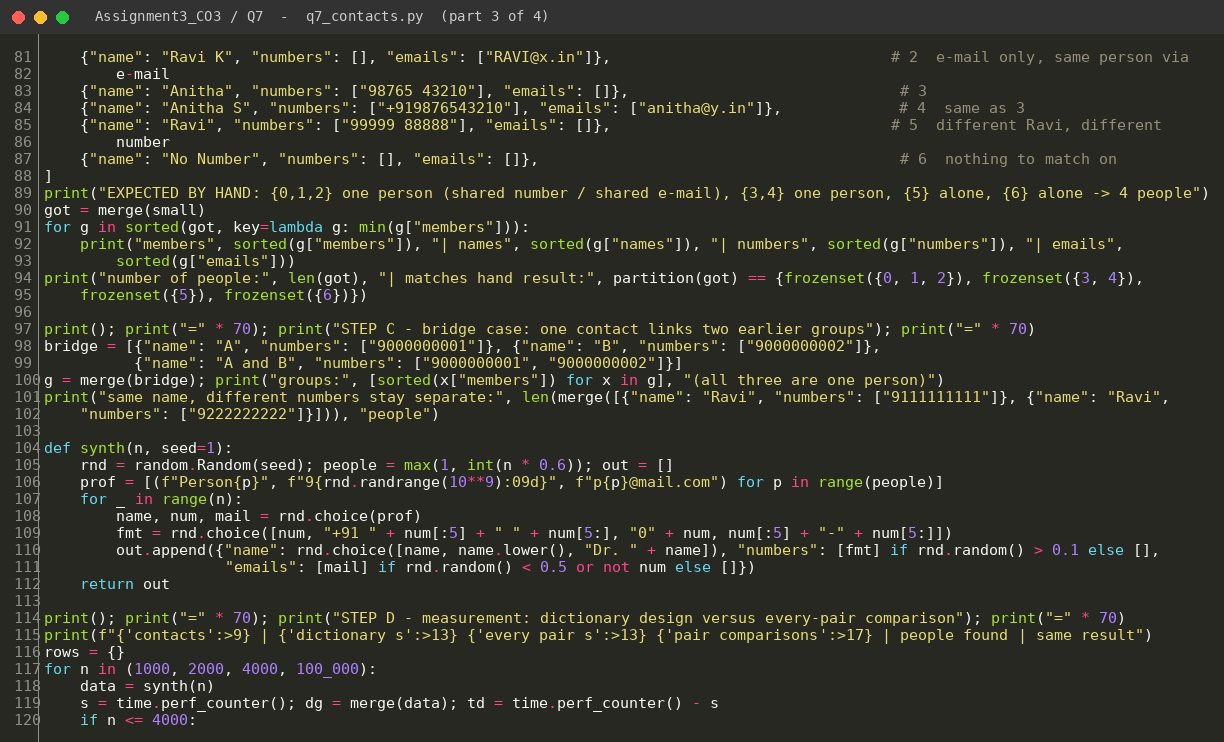 Assignment3_CO3 / Q7  -  q7_contacts.py  (part 3 of 4)
81      {"name": "Ravi K", "numbers": [], "emails": ["RAVI@x.in"]},                               # 2  e-mail only, same person via
82          e-mail
83      {"name": "Anitha", "numbers": ["98765 43210"], "emails": []},                              # 3
84      {"name": "Anitha S", "numbers": ["+919876543210"], "emails": ["anitha@y.in"]},             # 4  same as 3
85      {"name": "Ravi", "numbers": ["99999 88888"], "emails": []},                               # 5  different Ravi, different
86          number
87      {"name": "No Number", "numbers": [], "emails": []},                                        # 6  nothing to match on
88  ]
89  print("EXPECTED BY HAND: {0,1,2} one person (shared number / shared e-mail), {3,4} one person, {5} alone, {6} alone -> 4 people")
90  got = merge(small)
91  for g in sorted(got, key=lambda g: min(g["members"])):
92      print("members", sorted(g["members"]), "| names", sorted(g["names"]), "| numbers", sorted(g["numbers"]), "| emails",
93          sorted(g["emails"]))
94  print("number of people:", len(got), "| matches hand result:", partition(got) == {frozenset({0, 1, 2}), frozenset({3, 4}),
95      frozenset({5}), frozenset({6})})
96
97  print(); print("=" * 70); print("STEP C - bridge case: one contact links two earlier groups"); print("=" * 70)
98  bridge = [{"name": "A", "numbers": ["9000000001"]}, {"name": "B", "numbers": ["9000000002"]},
99            {"name": "A and B", "numbers": ["9000000001", "9000000002"]}]
100 g = merge(bridge); print("groups:", [sorted(x["members"]) for x in g], "(all three are one person)")
101 print("same name, different numbers stay separate:", len(merge([{"name": "Ravi", "numbers": ["9111111111"]}, {"name": "Ravi",
102     "numbers": ["9222222222"]}])), "people")
103
104 def synth(n, seed=1):
105     rnd = random.Random(seed); people = max(1, int(n * 0.6)); out = []
106     prof = [(f"Person{p}", f"9{rnd.randrange(10**9):09d}", f"p{p}@mail.com") for p in range(people)]
107     for _ in range(n):
108         name, num, mail = rnd.choice(prof)
109         fmt = rnd.choice([num, "+91 " + num[:5] + " " + num[5:], "0" + num, num[:5] + "-" + num[5:]])
110         out.append({"name": rnd.choice([name, name.lower(), "Dr. " + name]), "numbers": [fmt] if rnd.random() > 0.1 else [],
111                     "emails": [mail] if rnd.random() < 0.5 or not num else []})
112     return out
113
114 print(); print("=" * 70); print("STEP D - measurement: dictionary design versus every-pair comparison"); print("=" * 70)
115 print(f"{'contacts':>9} | {'dictionary s':>13} {'every pair s':>13} {'pair comparisons':>17} | people found | same result")
116 rows = {}
117 for n in (1000, 2000, 4000, 100_000):
118     data = synth(n)
119     s = time.perf_counter(); dg = merge(data); td = time.perf_counter() - s
120     if n <= 4000: